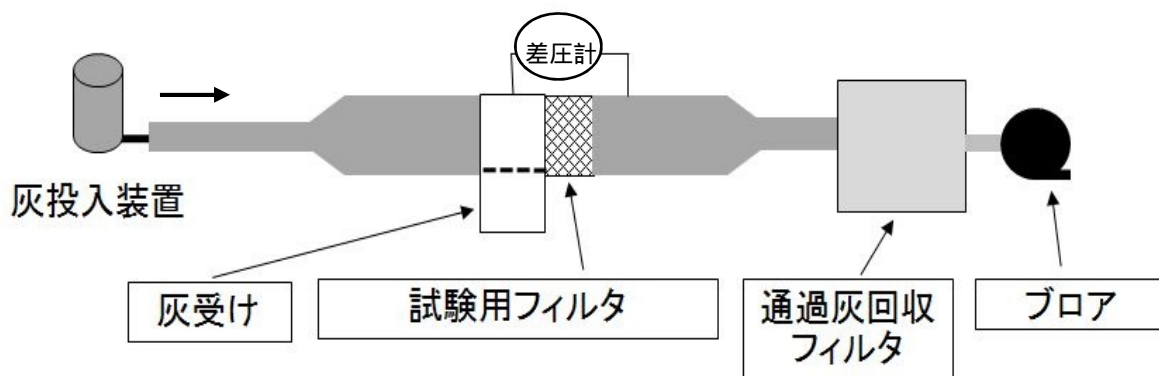 差圧計
灰投入装置
灰受け
試験用フィルタ
通過灰回収
フィルタ
ブロア